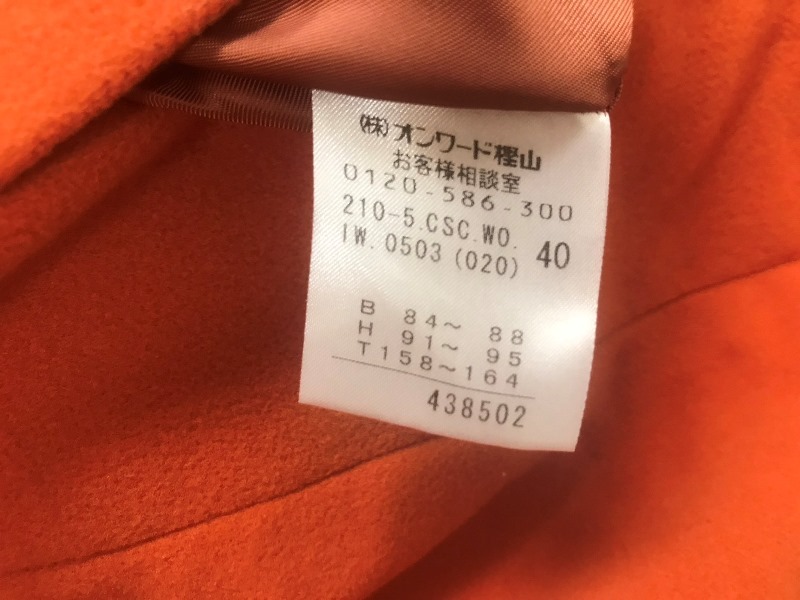 (株)オンワード樫山
お客様相談室
0120-586-300
210-5.CSC.WO.
IW.0503(020) 40
B 84～ 88
H 91～ 95
T158～164
438502